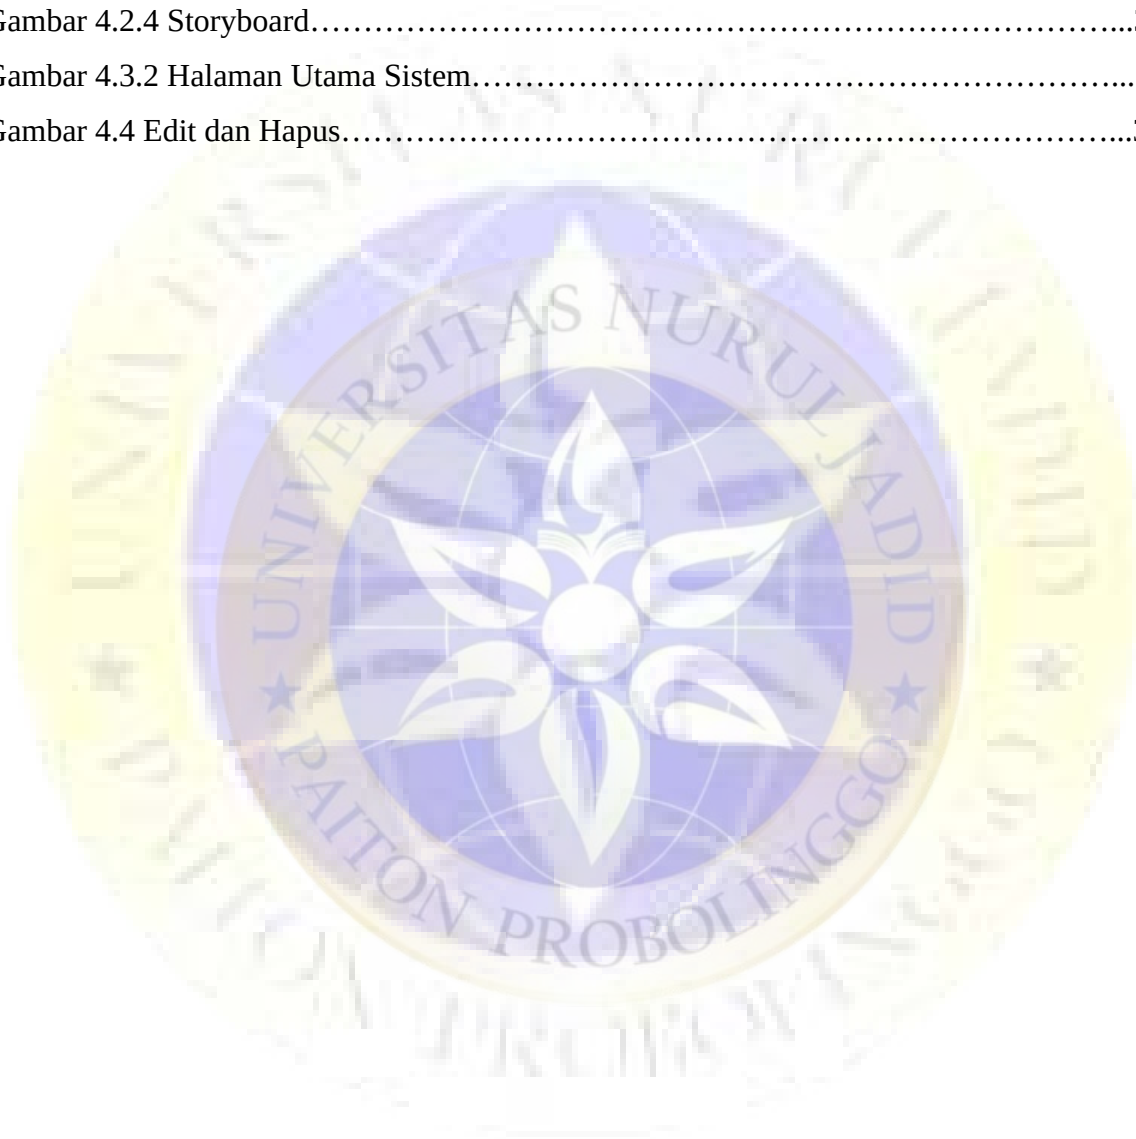 Gambar 4.2.4 Storyboard…………………………………………………………………………...
Gambar 4.3.2 Halaman Utama Sistem……………………………………………………………...
Gambar 4.4 Edit dan Hapus………………………………………………………………………...3
UNIVERSITAS NURUL JADID
PAITON PROBOLINGGO